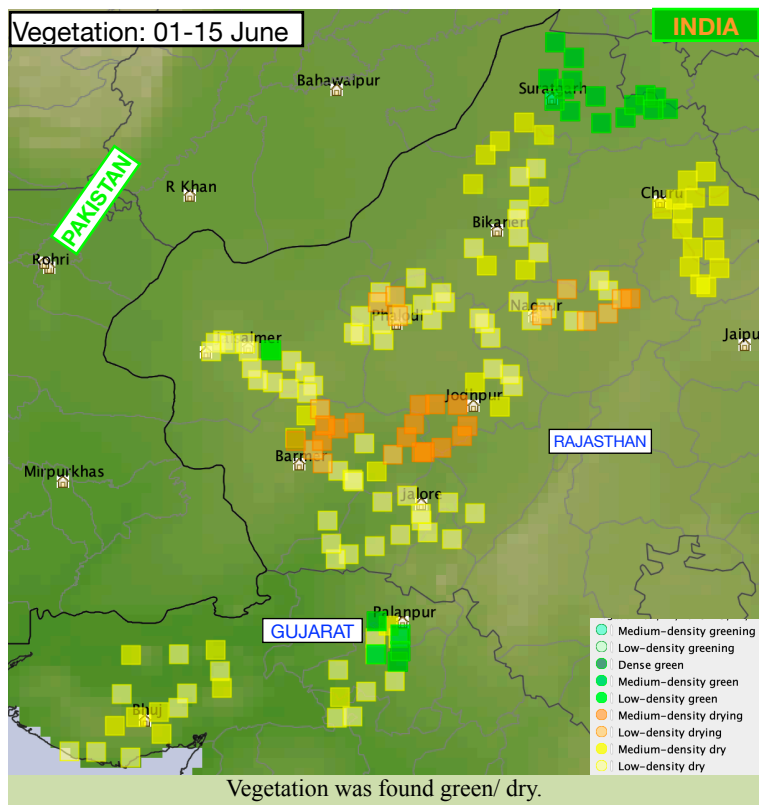 Vegetation: 01-15 June
INDIA
Bahawalpur
Suratgarh
PAKISTAN
R Khan
Churu
Bikaner
Rohri
Nagaur
Phalodi
Jaisalmer
Jaipu
Jodhpur
RAJASTHAN
Barmer
Mirpurkhas
Jalore
Palanpur
GUJARAT
Bhuj
Medium-density greening
Low-density greening
Dense green
Medium-density green
Low-density green
Medium-density drying
Low-density drying
Medium-density dry
Low-density dry
Vegetation was found green/ dry.